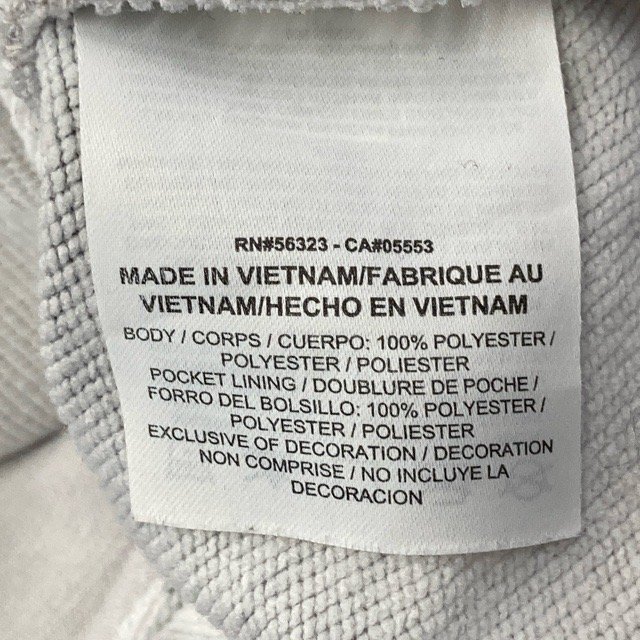 RN#56323 - CA#05553
MADE IN VIETNAM/FABRIQUE AU
VIETNAM/HECHO EN VIETNAM
BODY / CORPS / CUERPO: 100% POLYESTER /
POLYESTER / POLIESTER
POCKET LINING / DOUBLURE DE POCHE /
FORRO DEL BOLSILLO: 100% POLYESTER /
POLYESTER / POLIESTER
EXCLUSIVE OF DECORATION / DECORATION
NON COMPRISE / NO INCLUYE LA
DECORACION